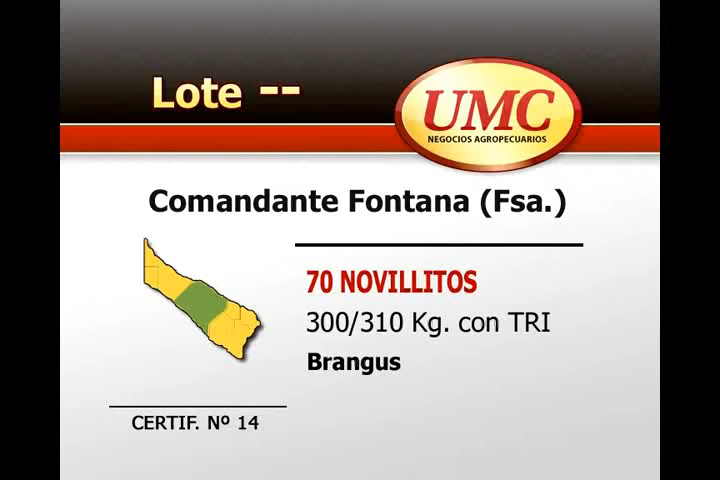 Lote --
UMC
NEGOCIOS AGROPECUARIOS
Comandante Fontana (Fsa.)
70 NOVILLITOS
300/310 Kg. con TRI
Brangus
CERTIF. Nº 14